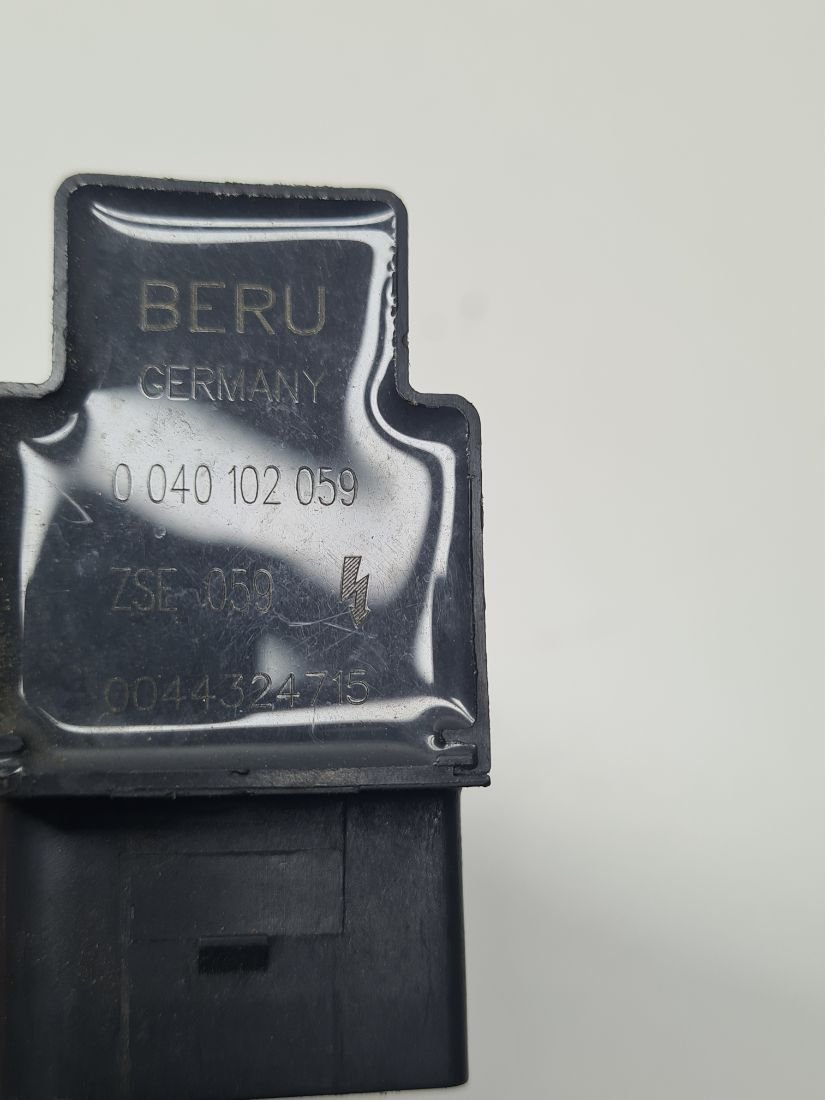 BERU
GERMANY
0 040 102 059
ZSE 059
0044324715